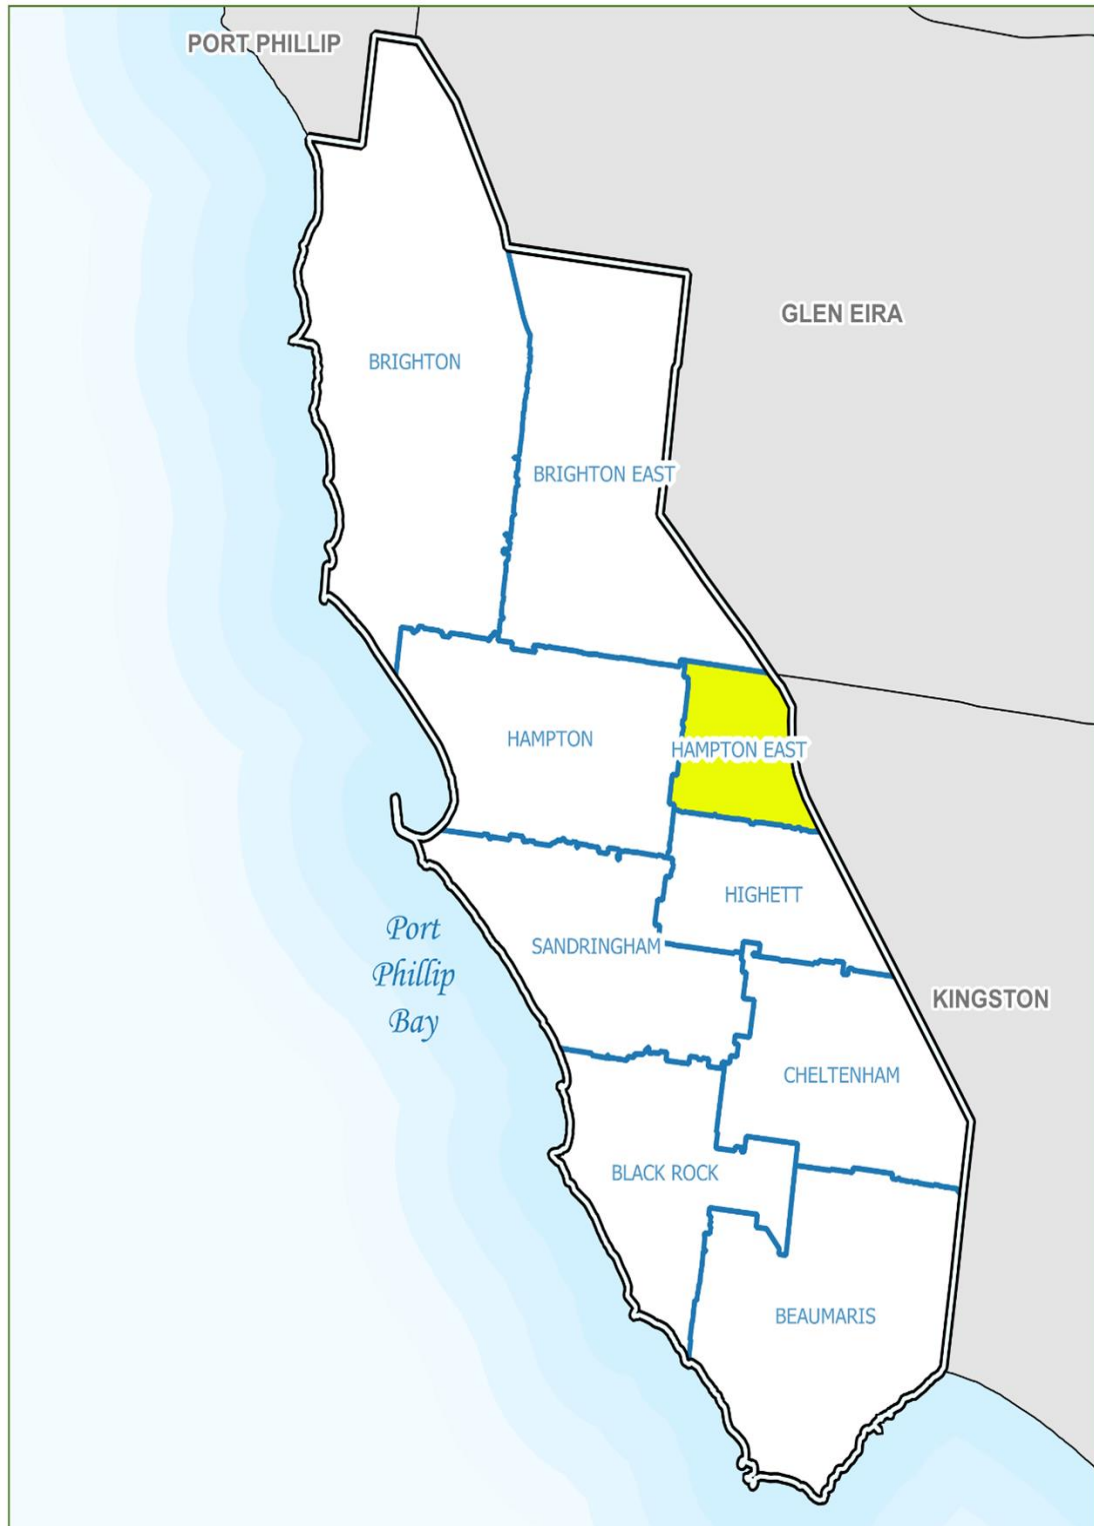 PORT PHILLIP
GLEN EIRA
BRIGHTON
BRIGHTON EAST
HAMPTON
HAMPTON EAST
HIGHETT
Port
Phillip
Bay
SANDRINGHAM
KINGSTON
CHELTENHAM
BLACK ROCK
BEAUMARIS